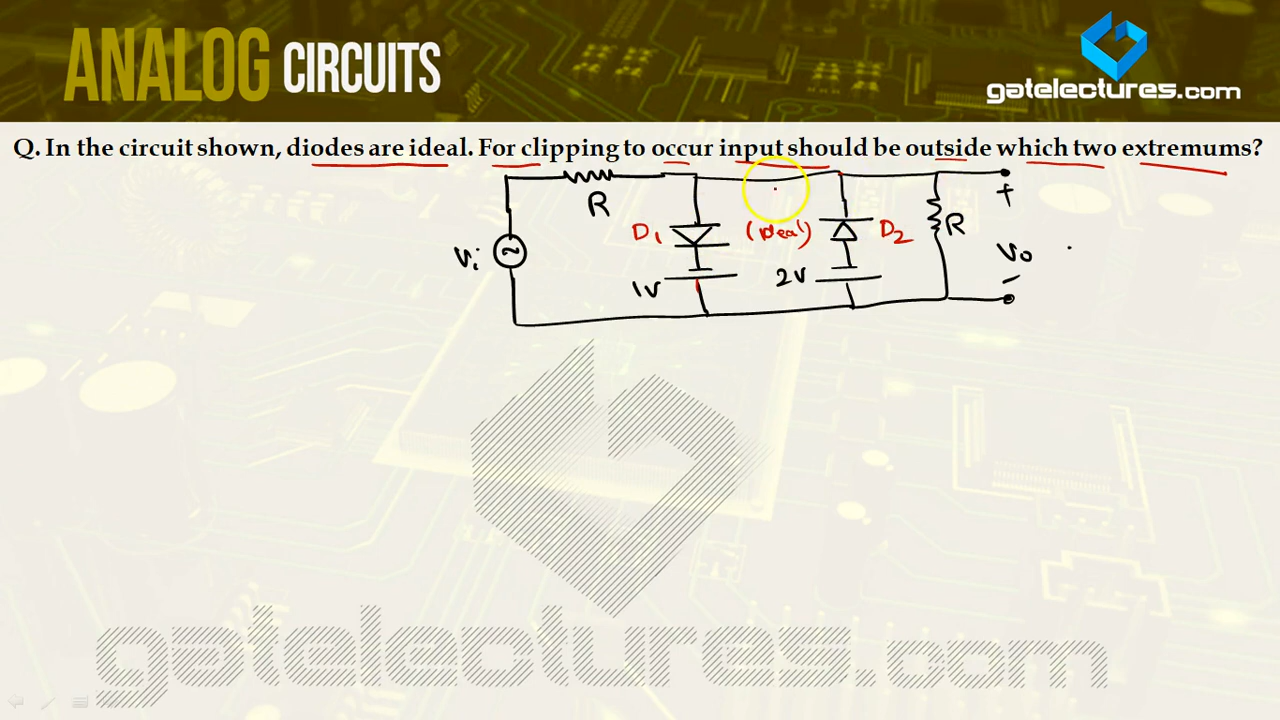 ANALOG CIRCUITS
gatelectures.com
Q. In the circuit shown, diodes are ideal. For clipping to occur input should be outside which two extremums?
R
+
D1 (ideal) D2 R
Vi Vo
1V 2V
-
gatelectures.com